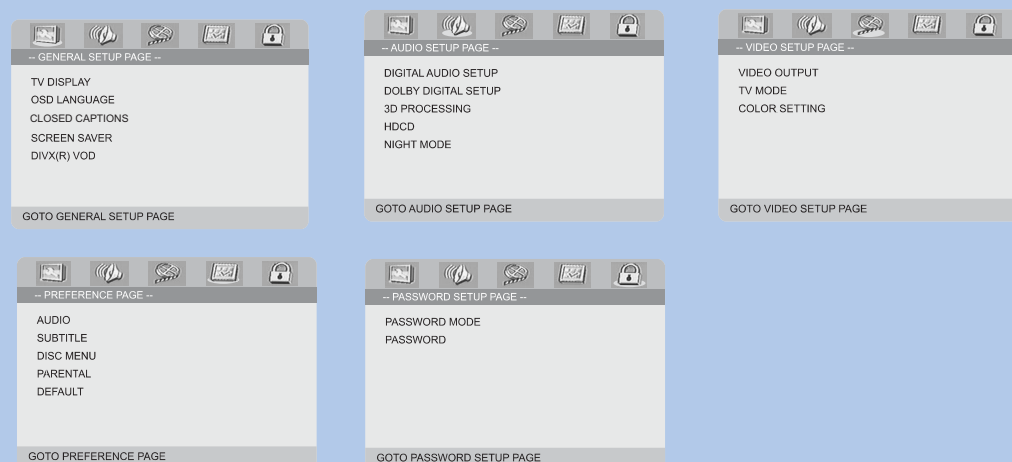 -- GENERAL SETUP PAGE --
TV DISPLAY
OSD LANGUAGE
CLOSED CAPTIONS
SCREEN SAVER
DIVX(R) VOD
GOTO GENERAL SETUP PAGE
-- AUDIO SETUP PAGE --
DIGITAL AUDIO SETUP
DOLBY DIGITAL SETUP
3D PROCESSING
HDCD
NIGHT MODE
GOTO AUDIO SETUP PAGE
-- VIDEO SETUP PAGE --
VIDEO OUTPUT
TV MODE
COLOR SETTING
GOTO VIDEO SETUP PAGE
-- PREFERENCE PAGE --
AUDIO
SUBTITLE
DISC MENU
PARENTAL
DEFAULT
GOTO PREFERENCE PAGE
-- PASSWORD SETUP PAGE --
PASSWORD MODE
PASSWORD
GOTO PASSWORD SETUP PAGE